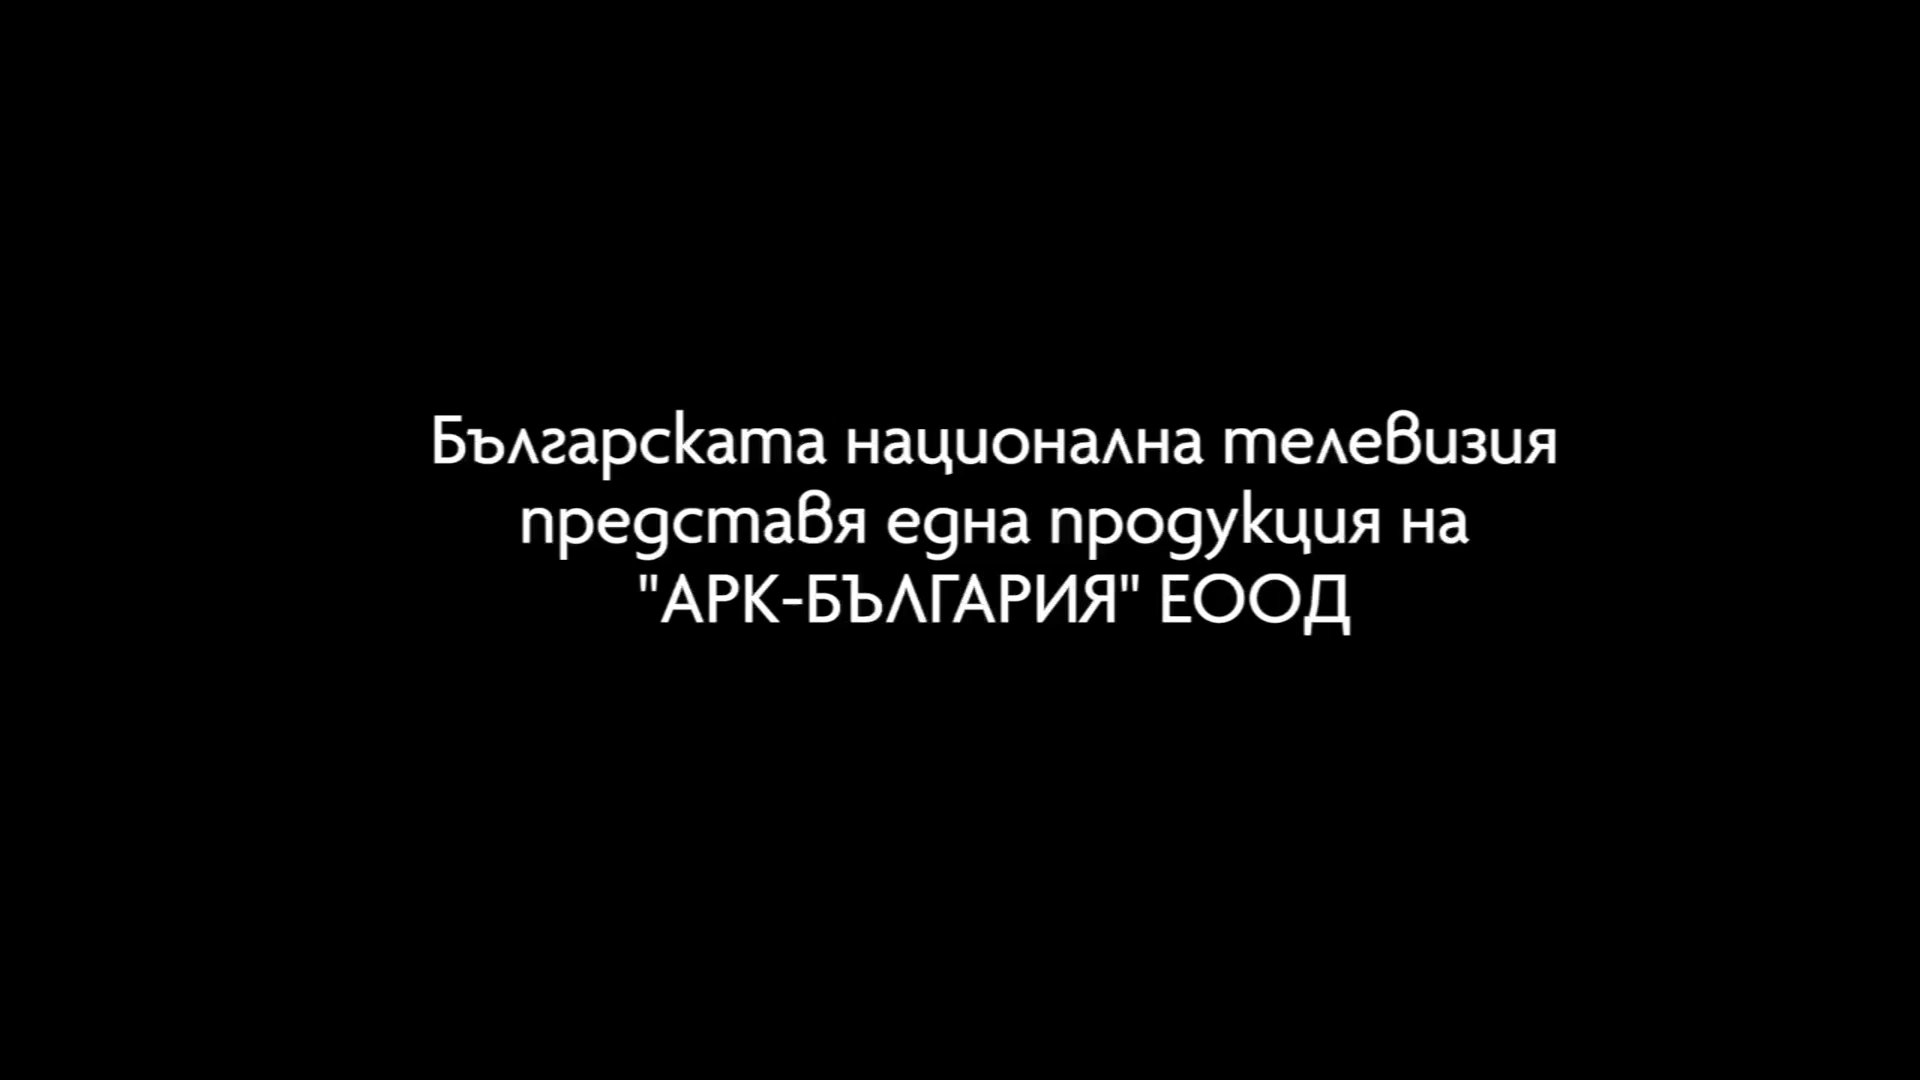 Българската национална телевизия
представя една продукция на
"АРК-БЪЛГАРИЯ" ЕООД